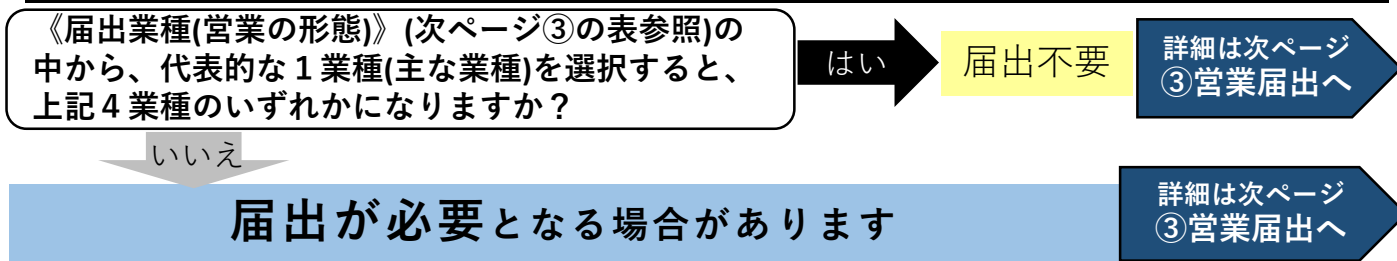 《届出業種(営業の形態)》(次ページ③の表参照)の
中から、代表的な１業種(主な業種)を選択すると、
上記４業種のいずれかになりますか？
はい
届出不要
詳細は次ページ
③営業届出へ
いいえ
届出が必要となる場合があります
詳細は次ページ
③営業届出へ